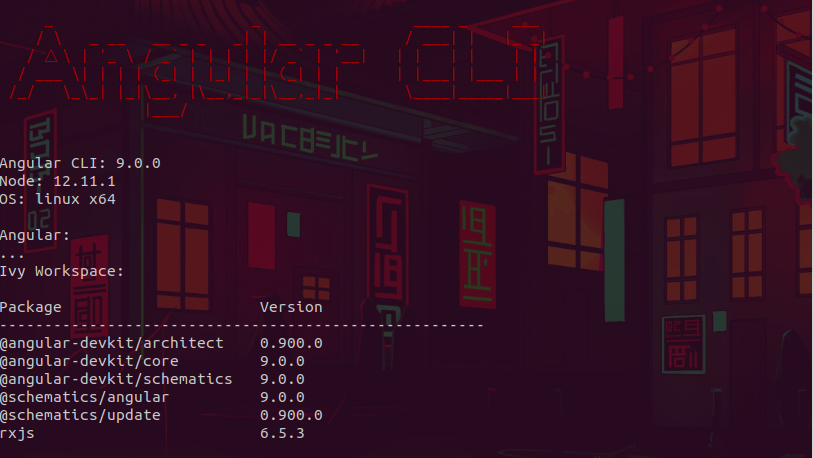 Angular CLI
Angular CLI: 9.0.0
Node: 12.11.1
OS: linux x64
Angular:
...
Ivy Workspace:
Package Version
------------------------------------------------------
@angular-devkit/architect 0.900.0
@angular-devkit/core 9.0.0
@angular-devkit/schematics 9.0.0
@schematics/angular 9.0.0
@schematics/update 0.900.0
rxjs 6.5.3